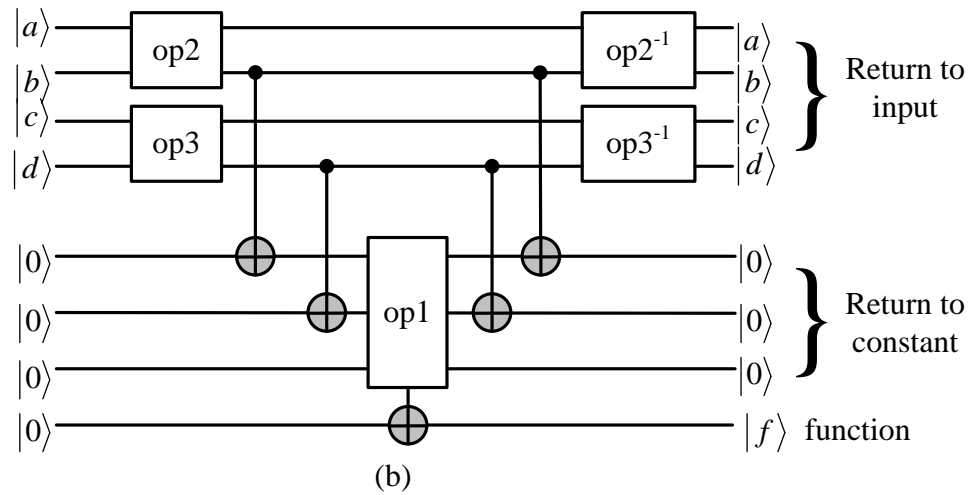 |a⟩ op2 op2⁻¹ |a⟩
|b⟩ |b⟩
|c⟩ op3 op3⁻¹ |c⟩
|d⟩ |d⟩
Return to
input
|0⟩ |0⟩
|0⟩ op1 |0⟩
|0⟩ |0⟩
Return to
constant
|0⟩ |f⟩ function
(b)